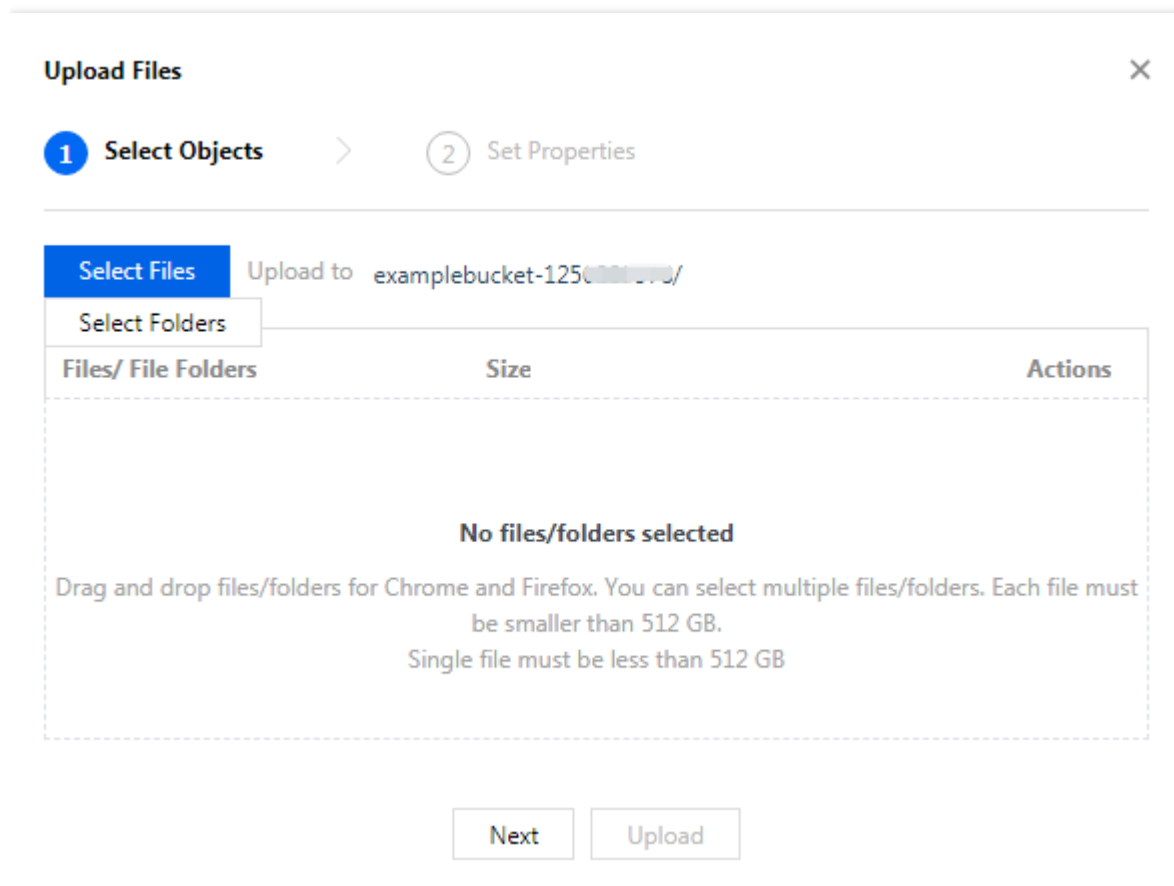 Upload Files
1 Select Objects 2 Set Properties
Select Files Upload to
Select Folders
Files/ File Folders Size Actions
No files/folders selected
Drag and drop files/folders for Chrome and Firefox. You can select multiple files/folders. Each file must
be smaller than 512 GB.
Single file must be less than 512 GB
Next Upload